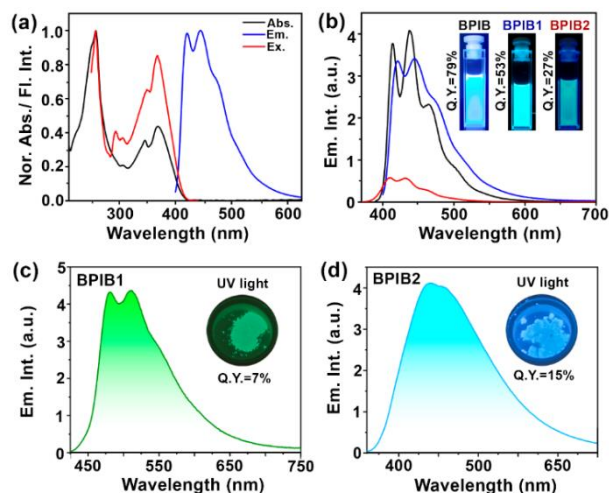 (a)
Abs.
Em.
Ex.
Nor. Abs./ Fl. Int.
1.0
0.8
0.6
0.4
0.2
0.0
300 400 500 600
Wavelength (nm)
(b)
BPIB BPIB1 BPIB2
Q.Y.=79%
Q.Y.=53%
Q.Y.=27%
Em. Int. (a.u.)
5
4
3
2
1
0
400 500 600 700
Wavelength (nm)
(c)
BPIB1
UV light
Q.Y.=7%
Em. Int. (a.u.)
5
4
3
2
1
0
450 550 650 750
Wavelength (nm)
(d)
BPIB2
UV light
Q.Y.=15%
Em. Int. (a.u.)
4
3
2
1
0
400 450 550 650
Wavelength (nm)